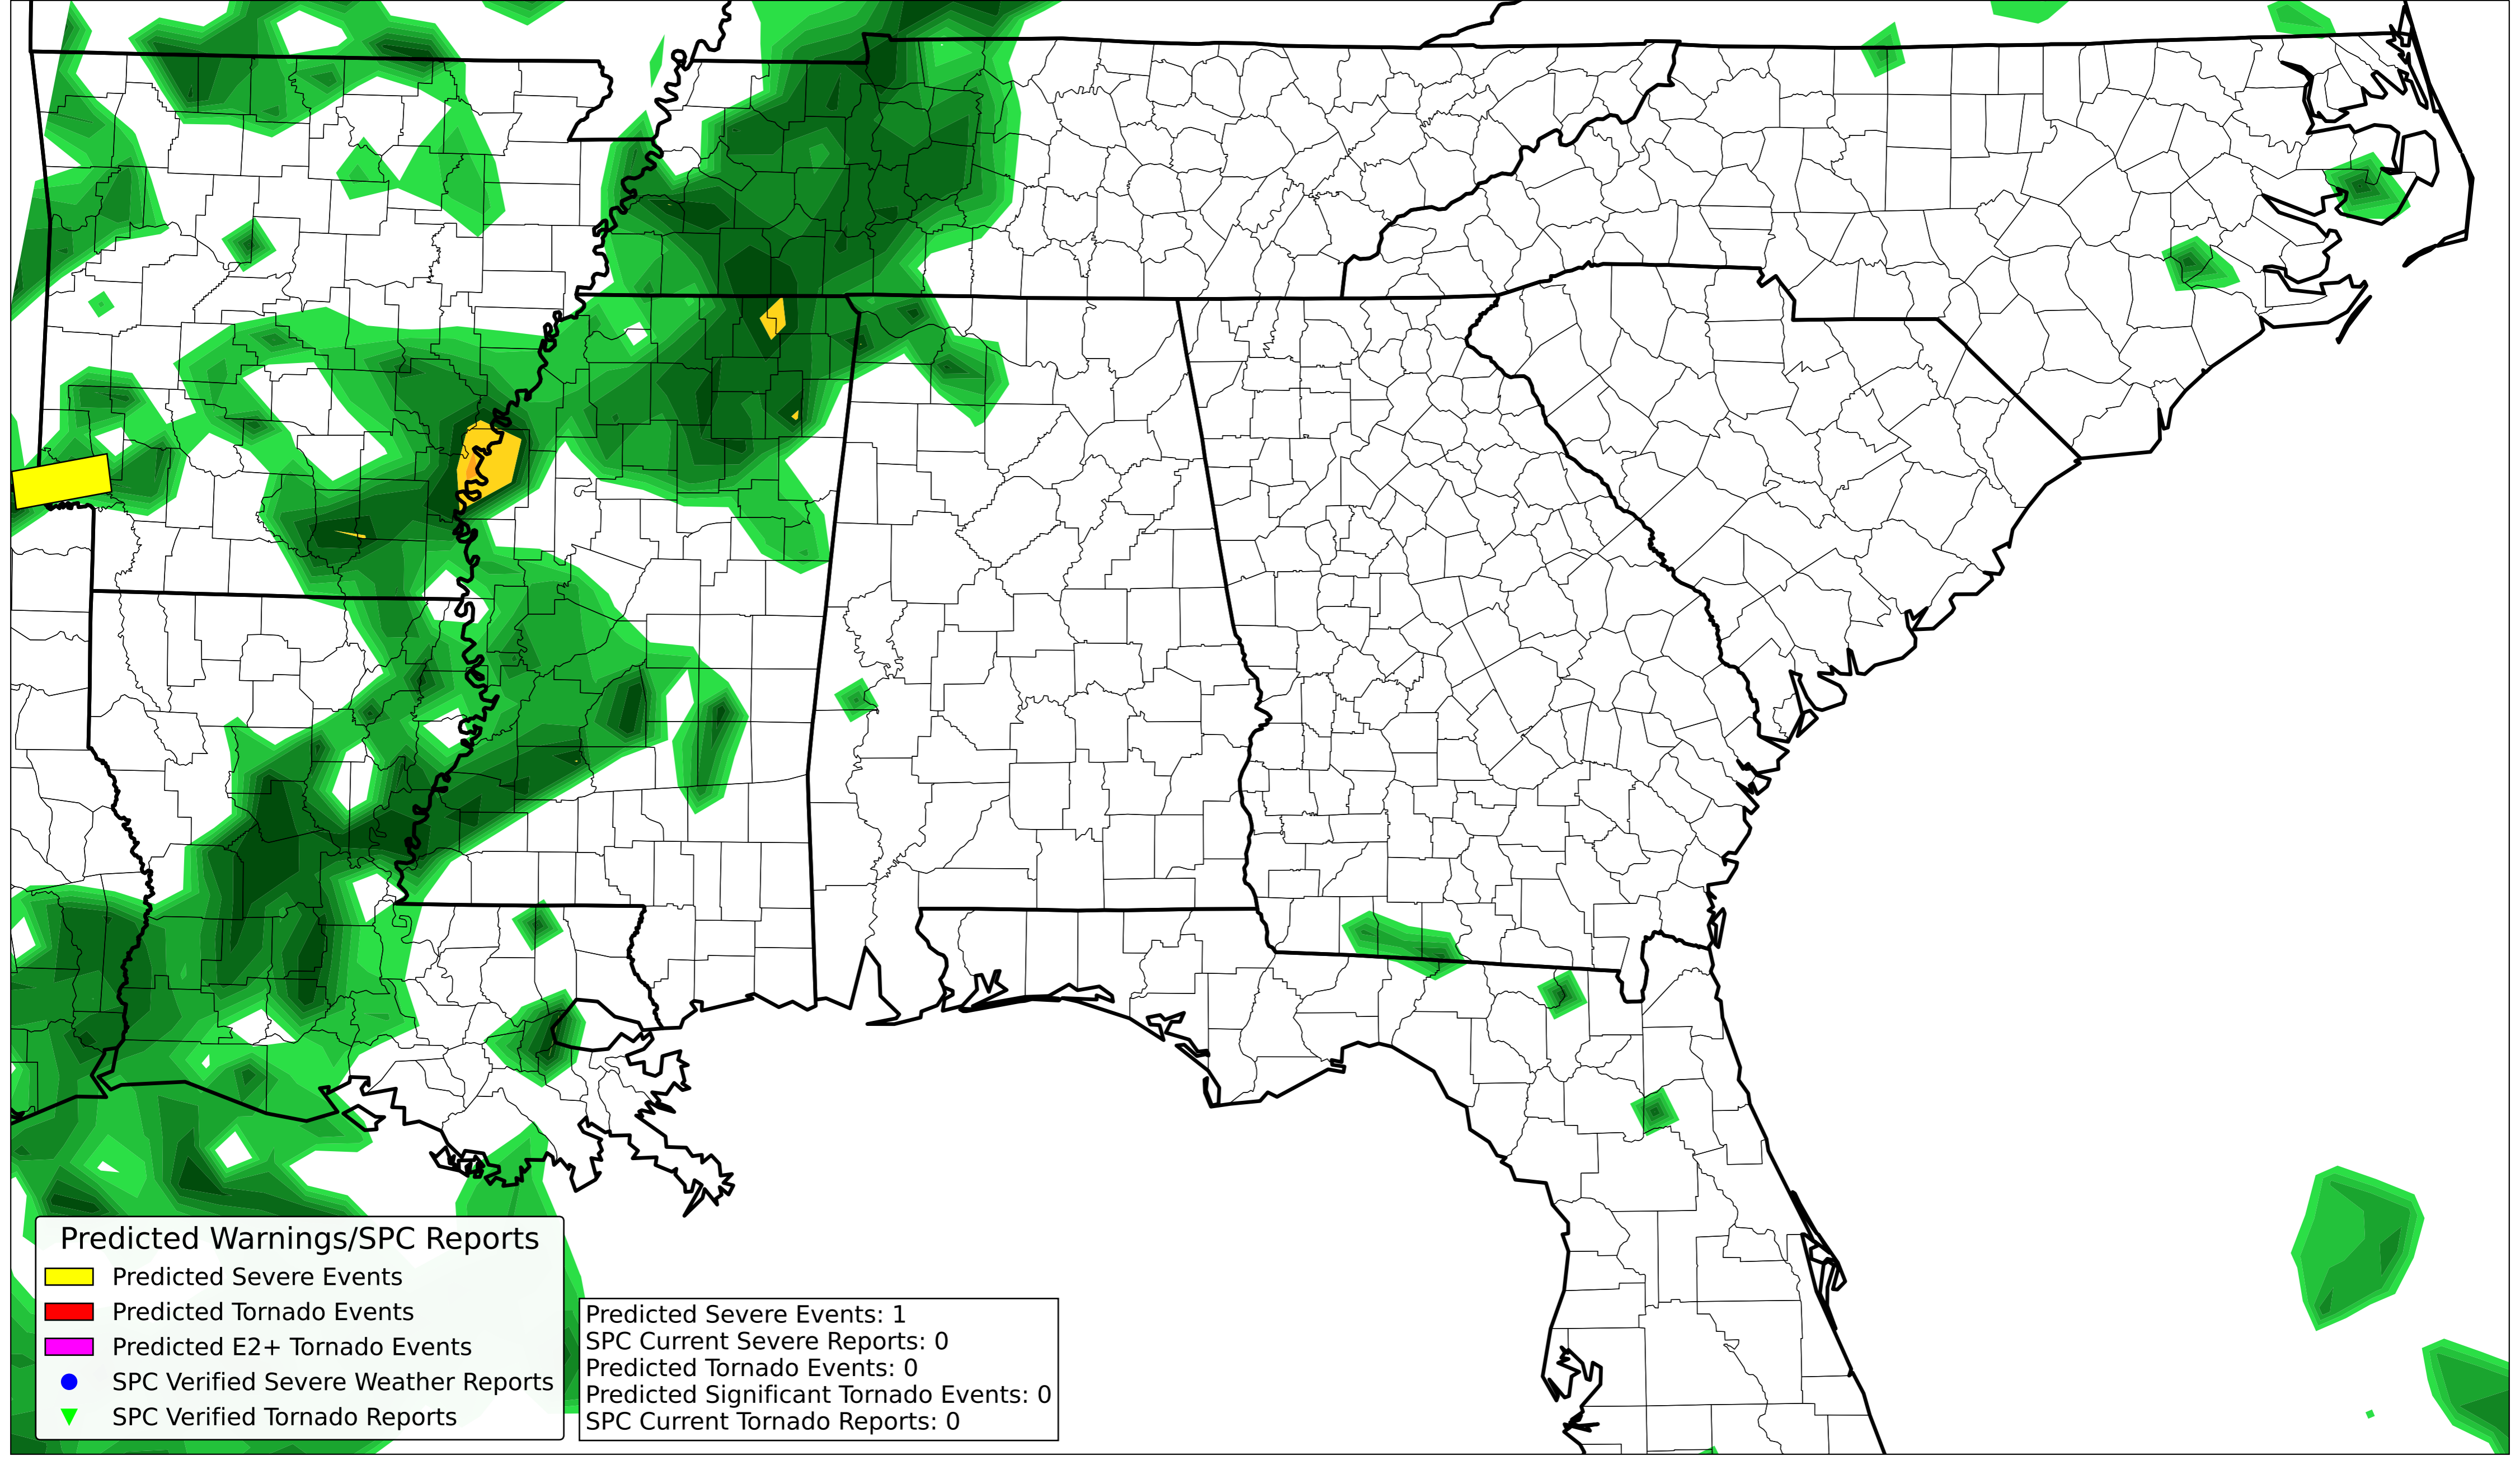 Predicted Warnings/SPC Reports
Predicted Severe Events
Predicted Tornado Events
Predicted E2+ Tornado Events
SPC Verified Severe Weather Reports
SPC Verified Tornado Reports
Predicted Severe Events: 1
SPC Current Severe Reports: 0
Predicted Tornado Events: 0
Predicted Significant Tornado Events: 0
SPC Current Tornado Reports: 0